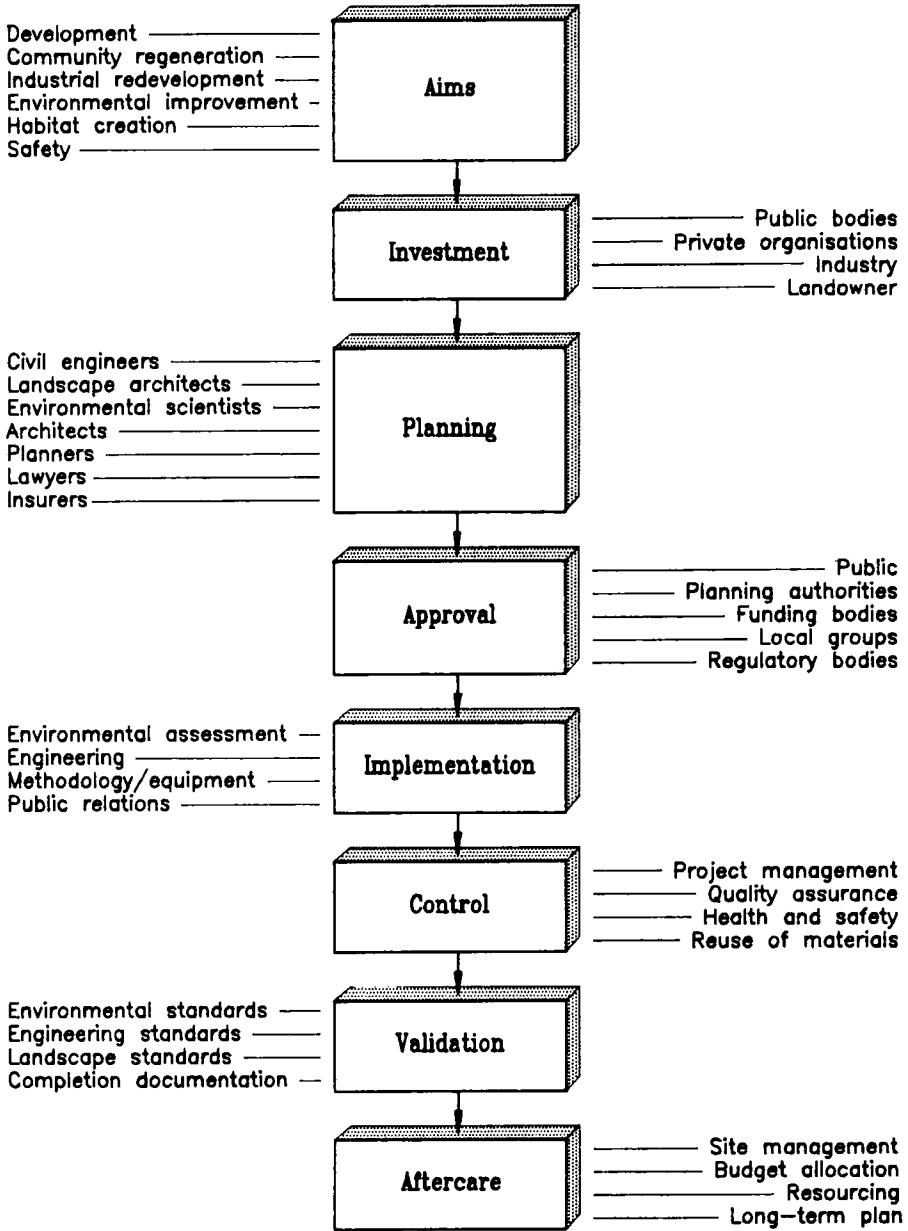 Development
Community regeneration
Industrial redevelopment
Environmental improvement
Habitat creation
Safety
Aims
Investment
Public bodies
Private organisations
Industry
Landowner
Civil engineers
Landscape architects
Environmental scientists
Architects
Planners
Lawyers
Insurers
Planning
Approval
Public
Planning authorities
Funding bodies
Local groups
Regulatory bodies
Environmental assessment
Engineering
Methodology/equipment
Public relations
Implementation
Control
Project management
Quality assurance
Health and safety
Reuse of materials
Environmental standards
Engineering standards
Landscape standards
Completion documentation
Validation
Aftercare
Site management
Budget allocation
Resourcing
Long-term plan